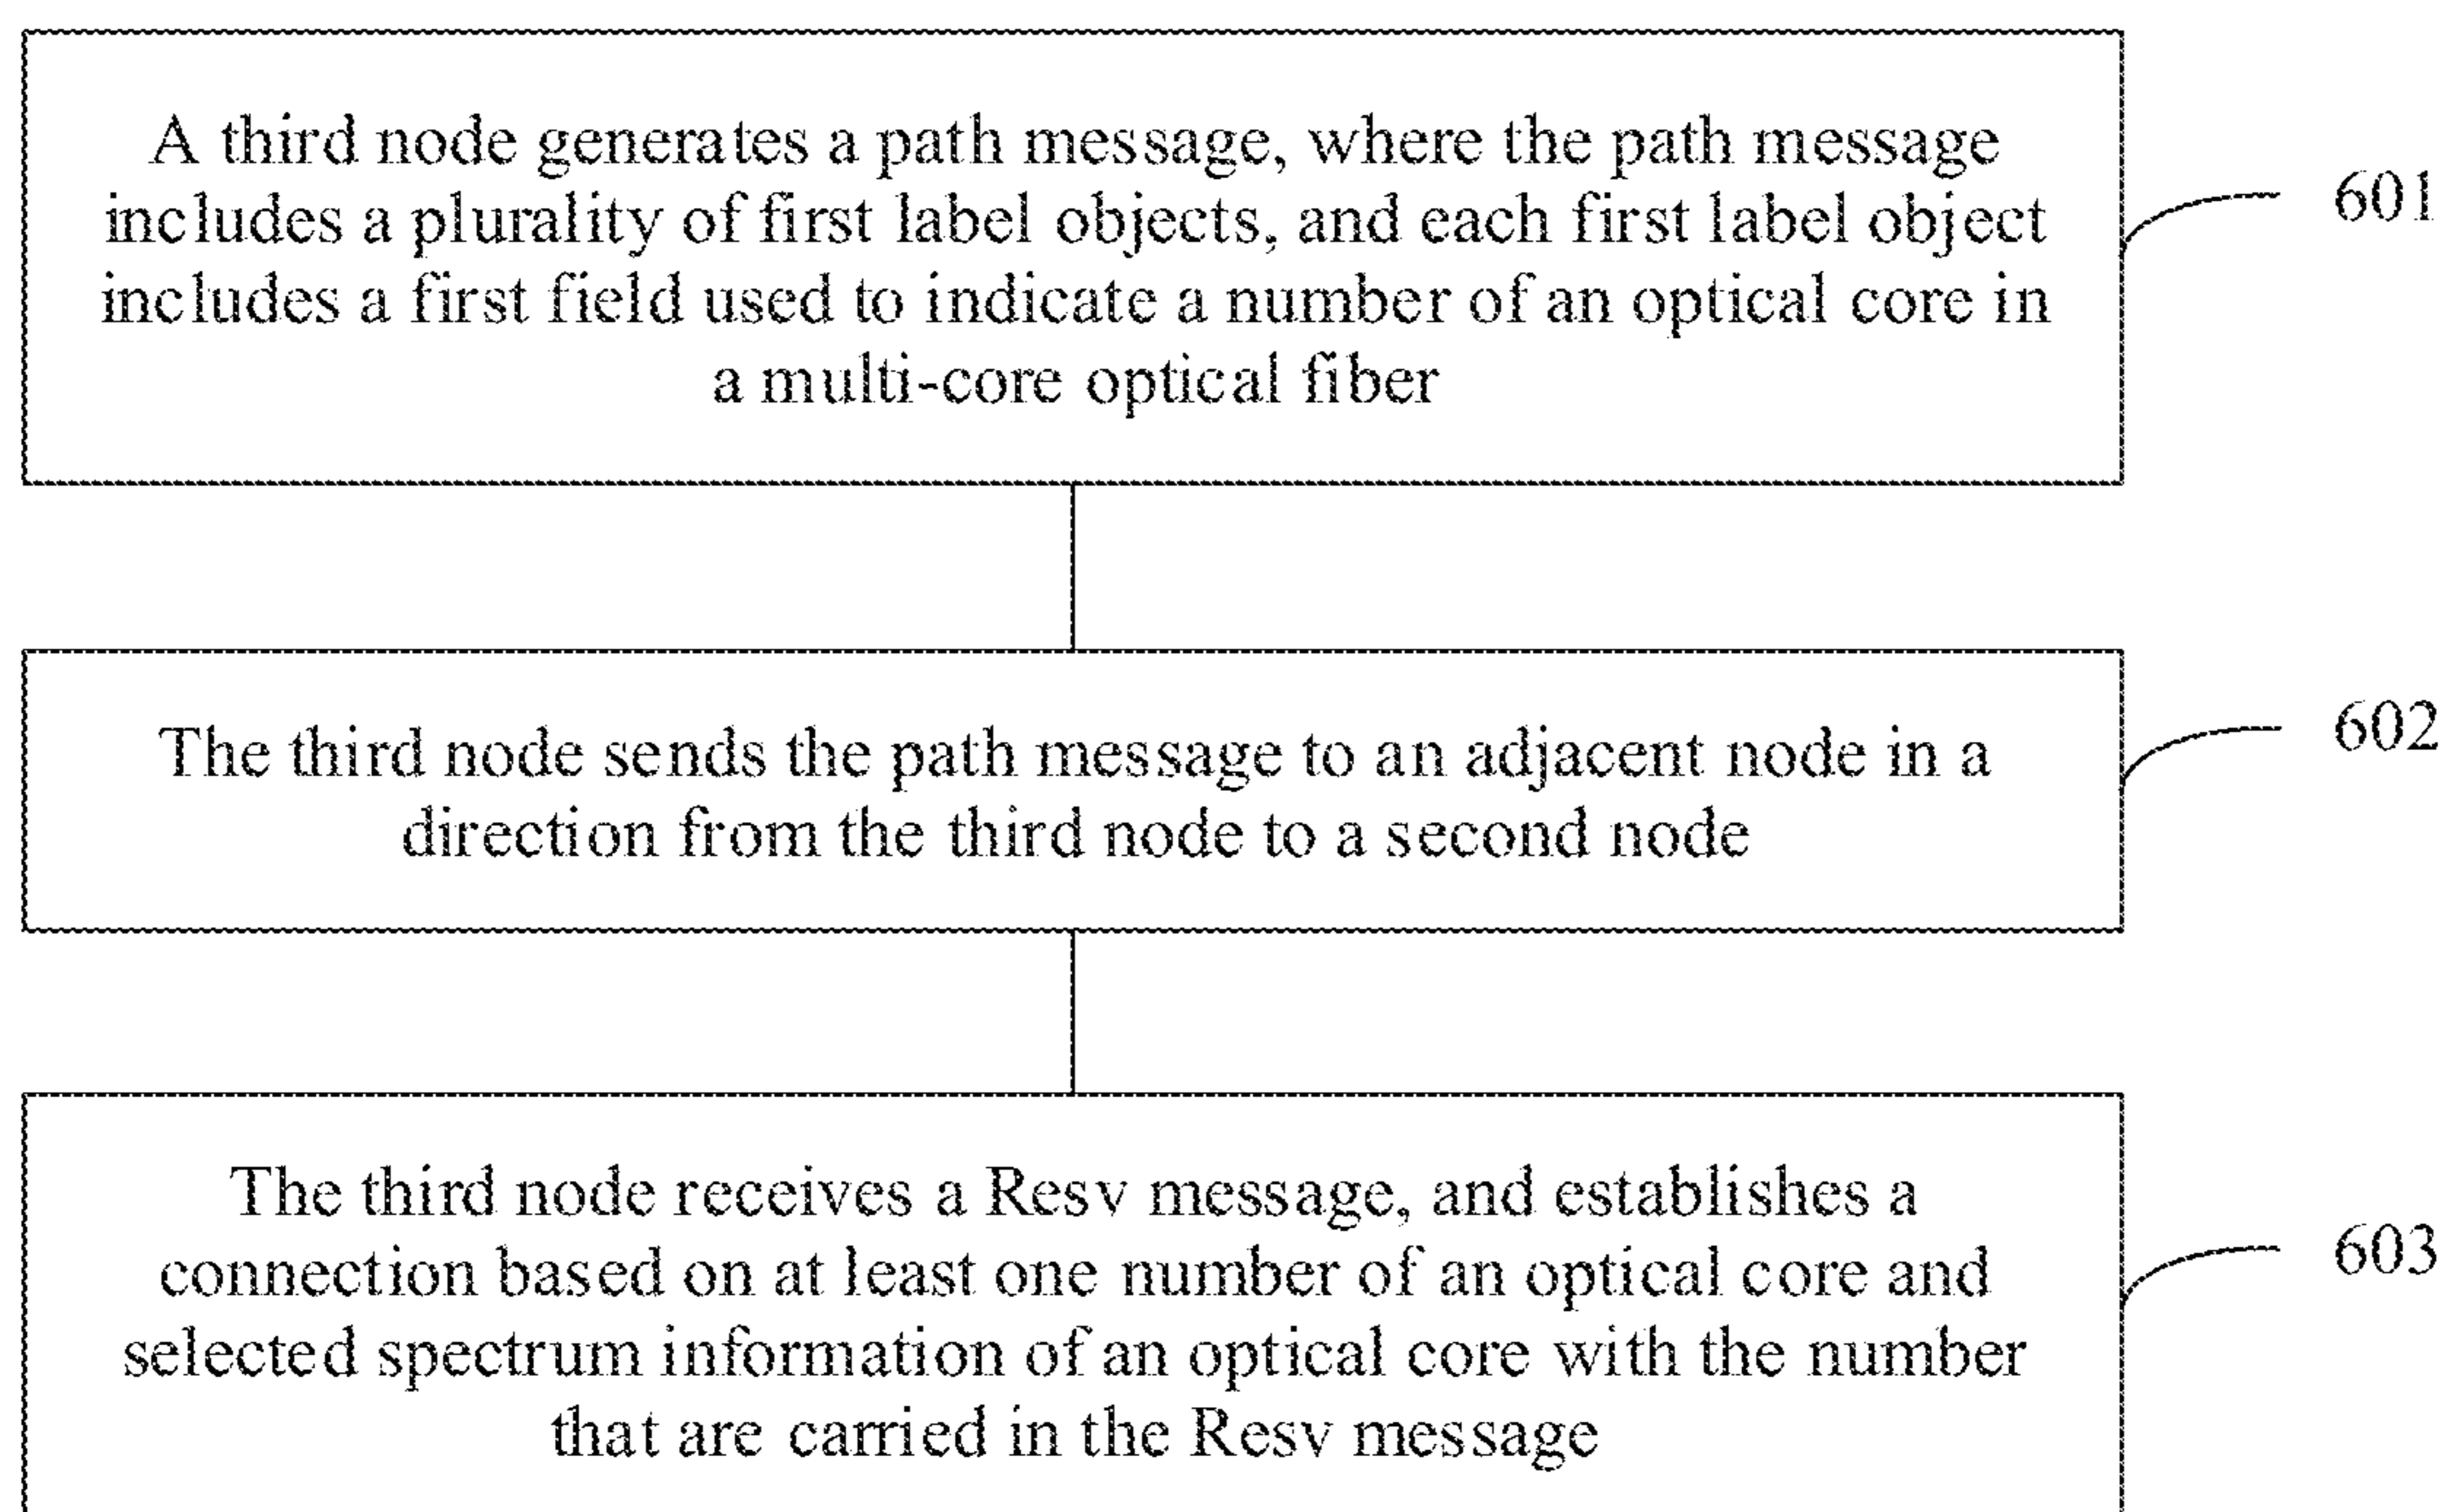 A third node generates a path message, where the path message
includes a plurality of first label objects, and each first label object
includes a first field used to indicate a number of an optical core in
a multi-core optical fiber
601
The third node sends the path message to an adjacent node in a
direction from the third node to a second node
602
The third node receives a Resv message, and establishes a
connection based on at least one number of an optical core and
selected spectrum information of an optical core with the number
that are carried in the Resv message
603